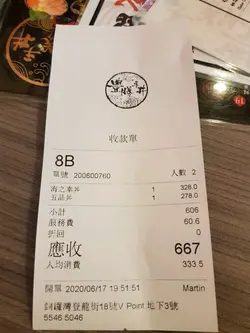 收款單
8B
單號 200600760 人數 2
海之幸丼 1 328.0
五品丼 1 278.0
小計 606
服務費 60.6
折回 0
應收 667
人均消費 333.5
開單 2020/06/17 19:51:51 Martin
銅鑼灣登龍街18號V Point 地下3號
5546 5046